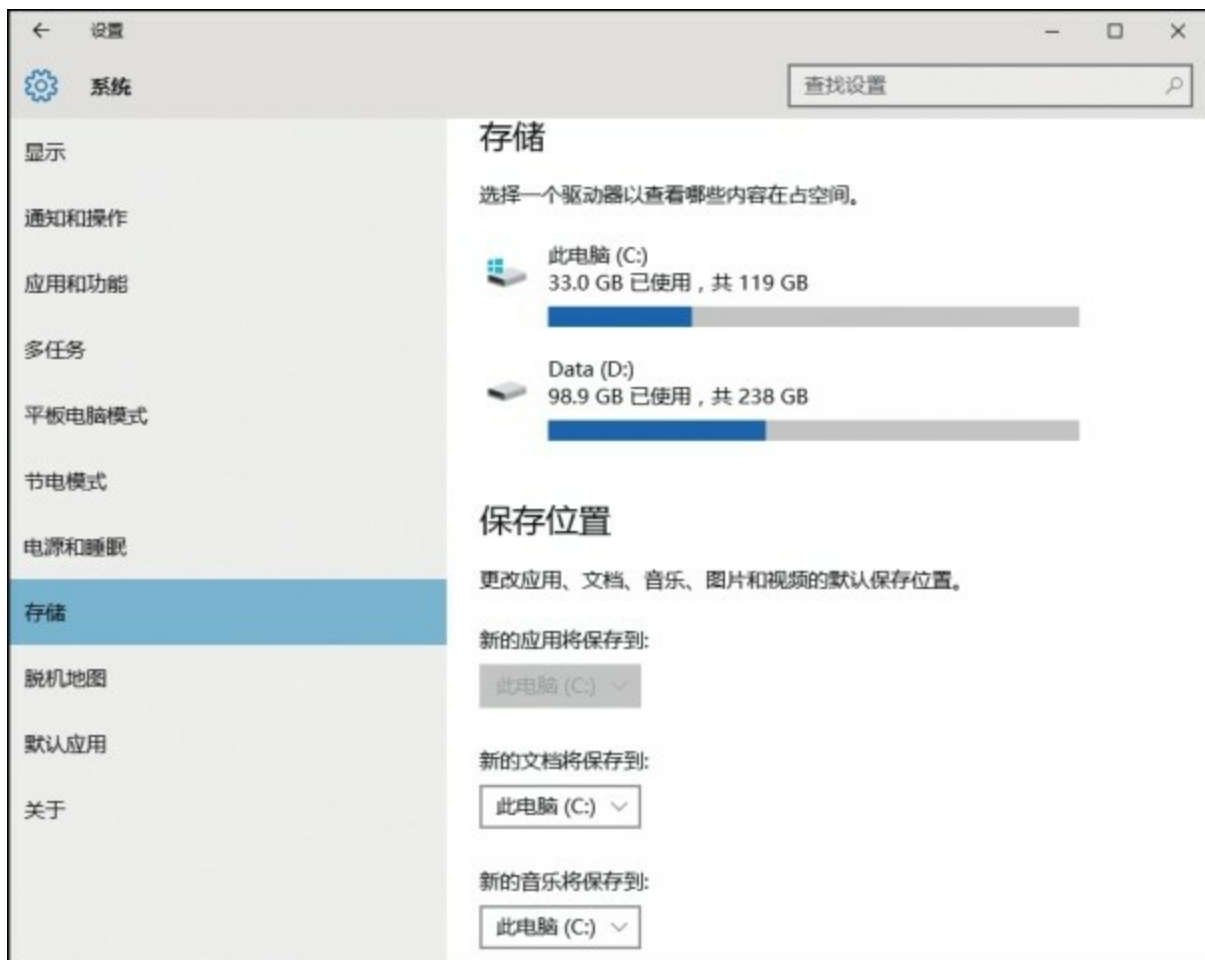 设置
系统
查找设置
显示
通知和操作
应用和功能
多任务
平板电脑模式
节电模式
电源和睡眠
存储
脱机地图
默认应用
关于
存储
选择一个驱动器以查看哪些内容在占空间。
此电脑 (C:)
33.0 GB 已使用，共 119 GB
Data (D:)
98.9 GB 已使用，共 238 GB
保存位置
更改应用、文档、音乐、图片和视频的默认保存位置。
新的应用将保存到:
此电脑 (C:)
新的文档将保存到:
此电脑 (C:)
新的音乐将保存到:
此电脑 (C:)